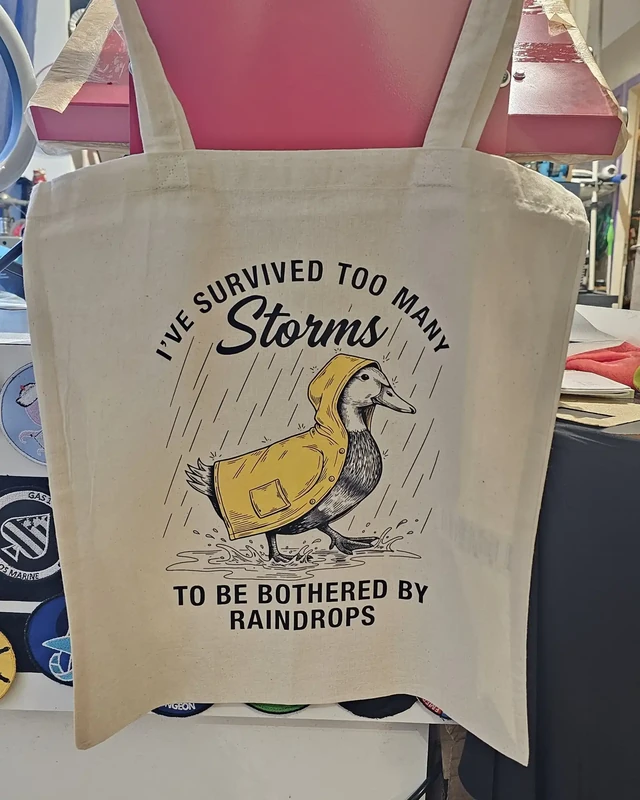 I'VE SURVIVED TOO MANY
Storms
TO BE BOTHERED BY
RAINDROPS